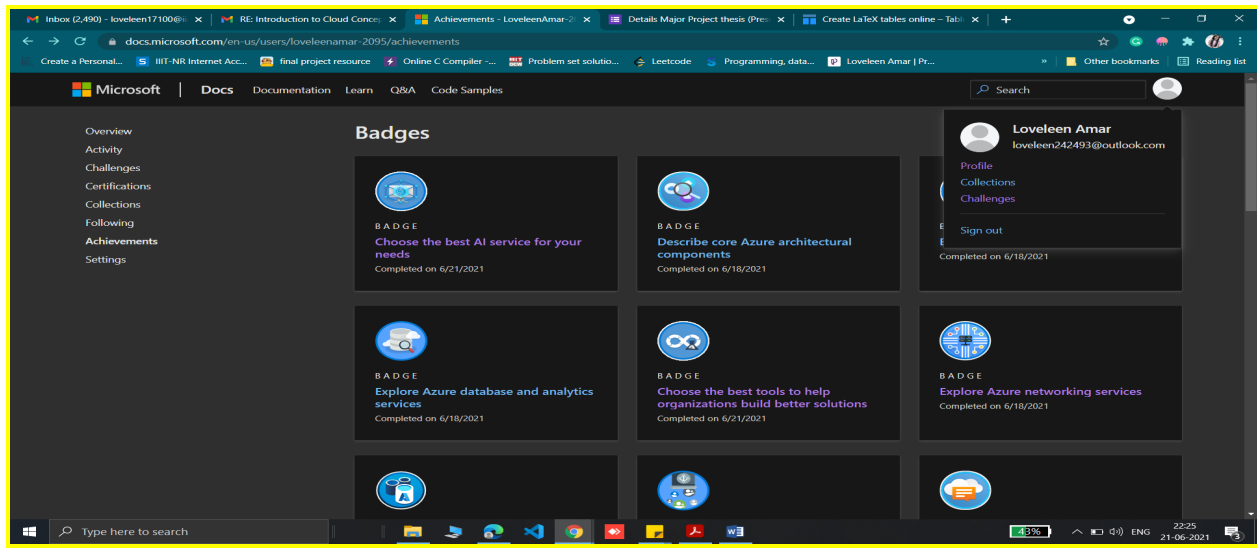 Inbox (2,490) - loveleen17100@ii
RE: Introduction to Cloud Conce
Achievements - LoveleenAmar-2
Details Major Project thesis (Pres
Create LaTeX tables online – Tabl
docs.microsoft.com/en-us/users/loveleenamar-2095/achievements
Create a Personal...
IIIT-NR Internet Acc...
final project resource
Online C Compiler -...
Problem set solutio...
Leetcode
Programming, data...
Loveleen Amar | Pr...
»
Other bookmarks
Reading list
Microsoft
Docs
Documentation
Learn
Q&A
Code Samples
Search
Overview
Activity
Challenges
Certifications
Collections
Following
Achievements
Settings
Badges
Loveleen Amar
loveleen242493@outlook.com
Profile
Collections
Challenges
Sign out
BADGE
Choose the best AI service for your
needs
Completed on 6/21/2021
BADGE
Describe core Azure architectural
components
Completed on 6/18/2021
Completed on 6/18/2021
BADGE
Explore Azure database and analytics
services
Completed on 6/18/2021
BADGE
Choose the best tools to help
organizations build better solutions
Completed on 6/21/2021
BADGE
Explore Azure networking services
Completed on 6/18/2021
Type here to search
43%
ENG
22:25
21-06-2021
3